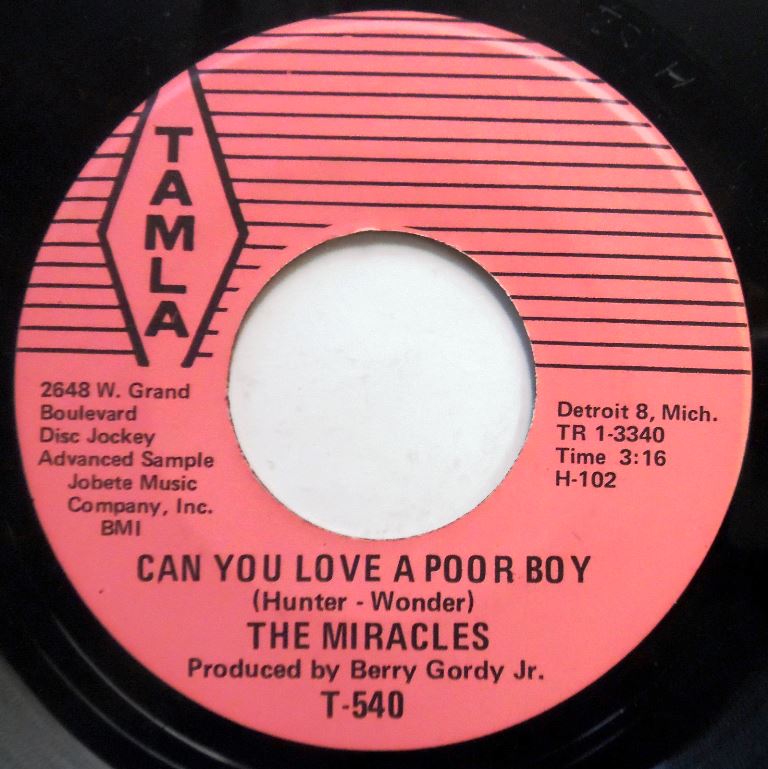 TAMLA
2648 W. Grand
Boulevard
Disc Jockey
Advanced Sample
Jobete Music
Company, Inc.
BMI
Detroit 8, Mich.
TR 1-3340
Time 3:16
H-102
CAN YOU LOVE A POOR BOY
(Hunter - Wonder)
THE MIRACLES
Produced by Berry Gordy Jr.
T-540